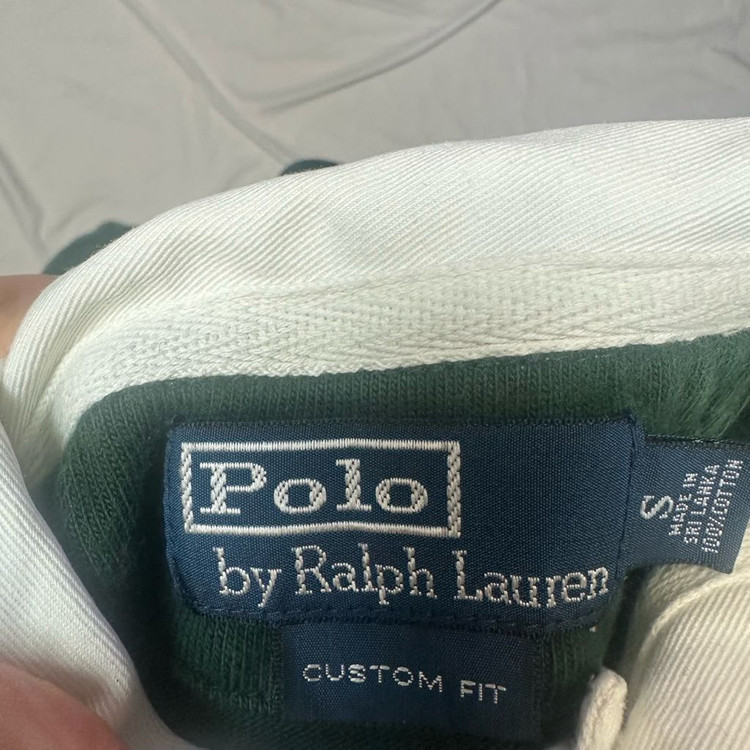 Polo
by Ralph Lauren
CUSTOM FIT
S
MADE IN
SRI LANKA
100% COTTON